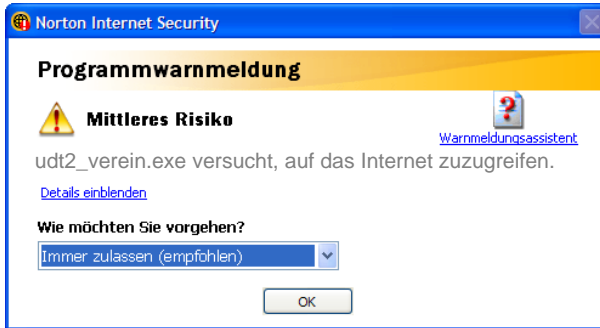 Norton Internet Security
Programmwarnmeldung
Mittleres Risiko
Warnmeldungsassistent
udt2_verein.exe versucht, auf das Internet zuzugreifen.
Details einblenden
Wie möchten Sie vorgehen?
Immer zulassen (empfohlen)
OK